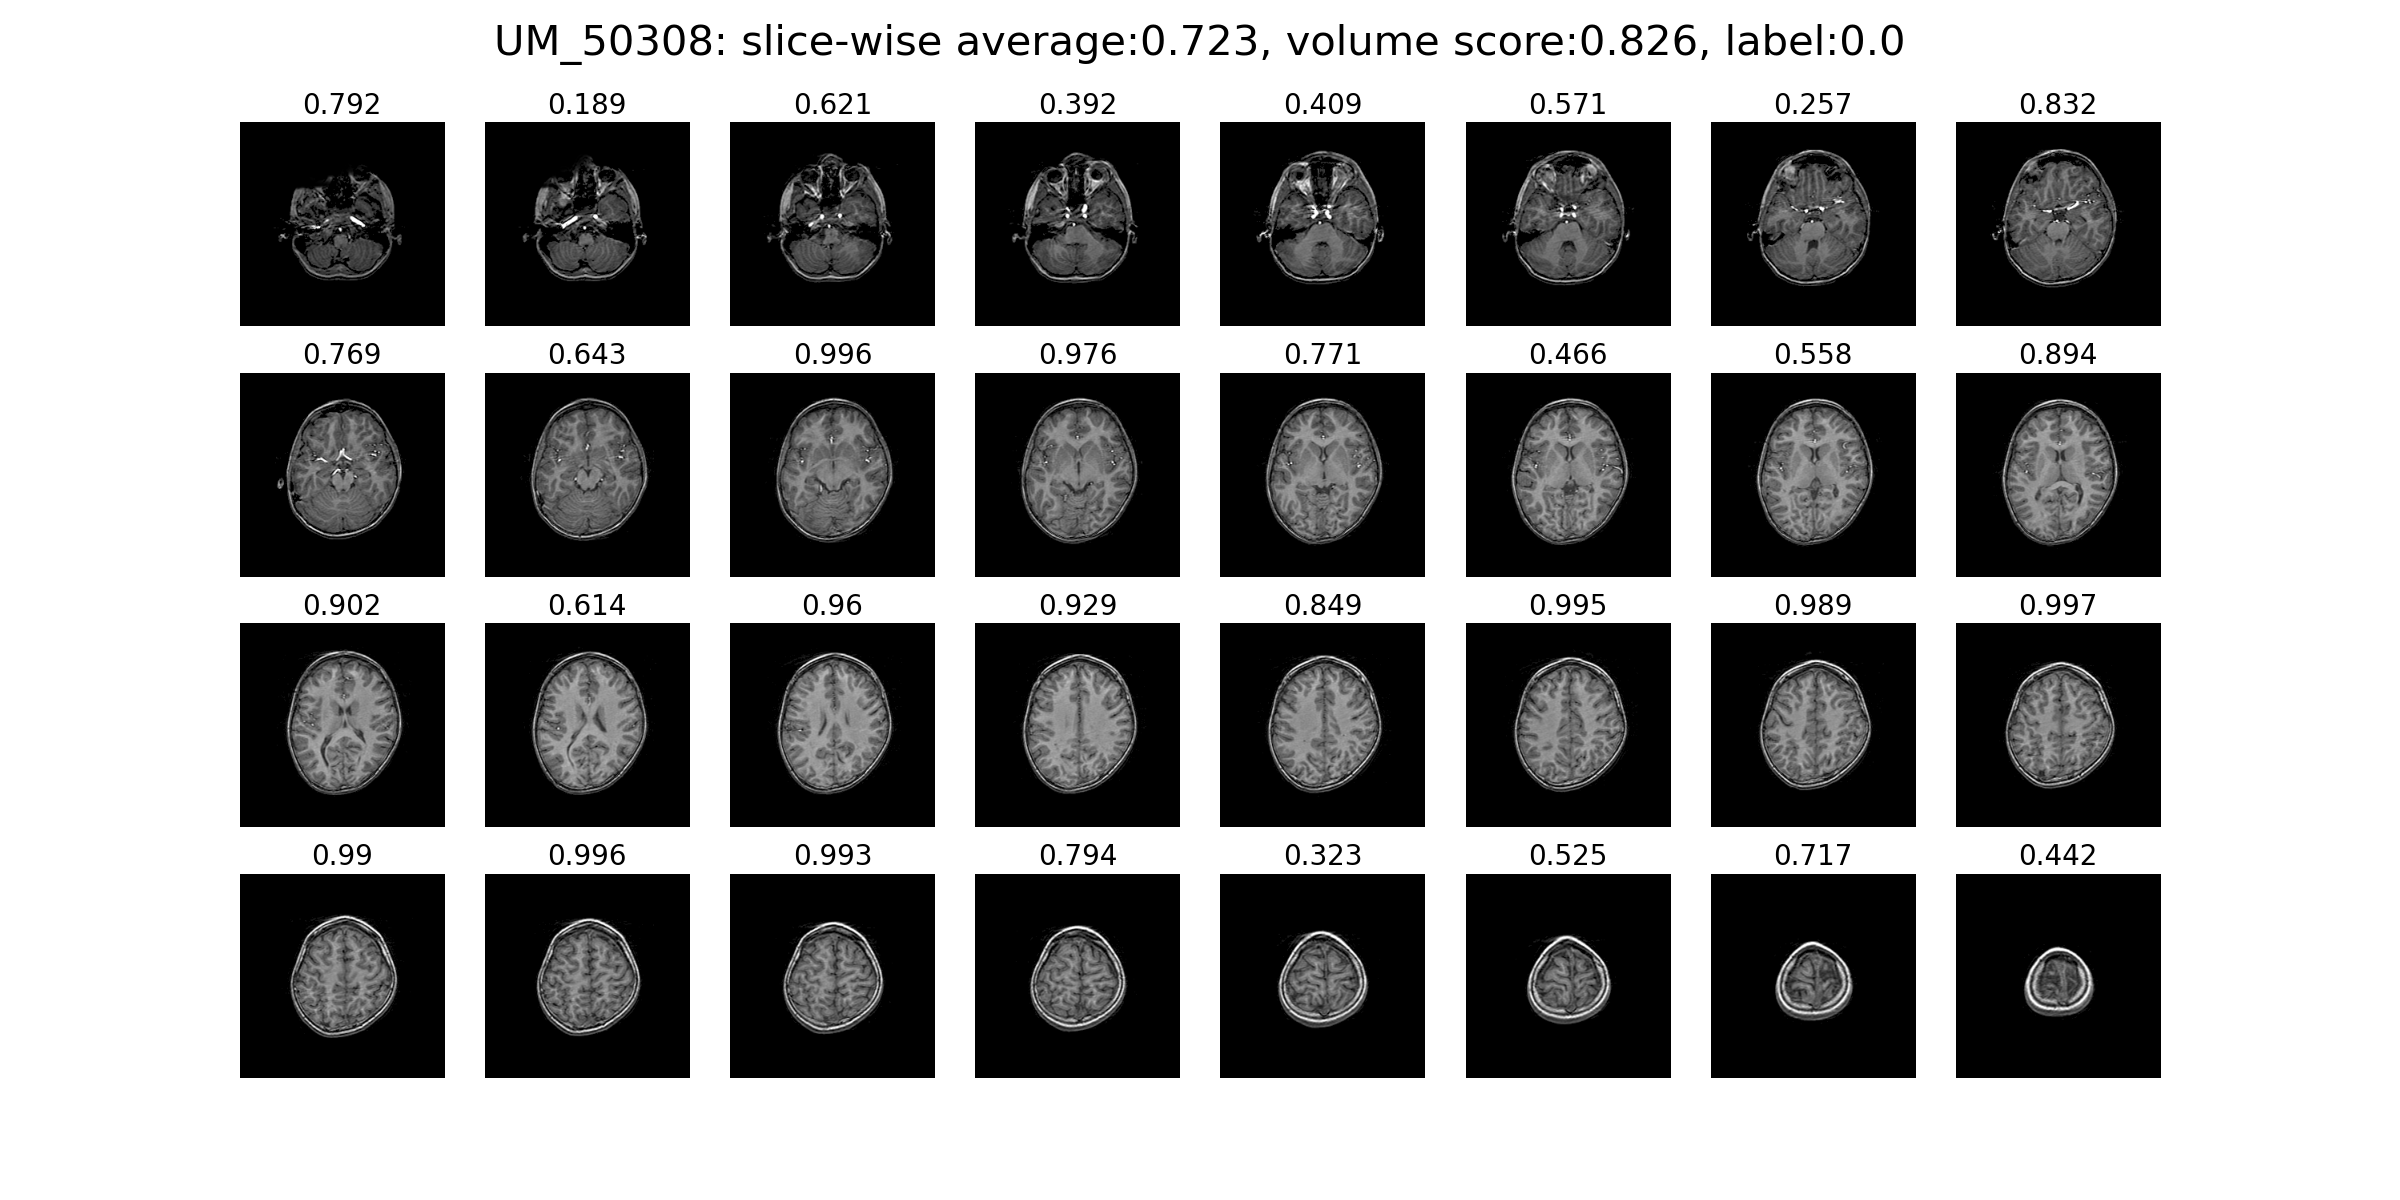 UM_50308: slice-wise average:0.723, volume score:0.826, label:0.0
0.792 0.189 0.621 0.392 0.409 0.571 0.257 0.832
0.769 0.643 0.996 0.976 0.771 0.466 0.558 0.894
0.902 0.614 0.96 0.929 0.849 0.995 0.989 0.997
0.99 0.996 0.993 0.794 0.323 0.525 0.717 0.442